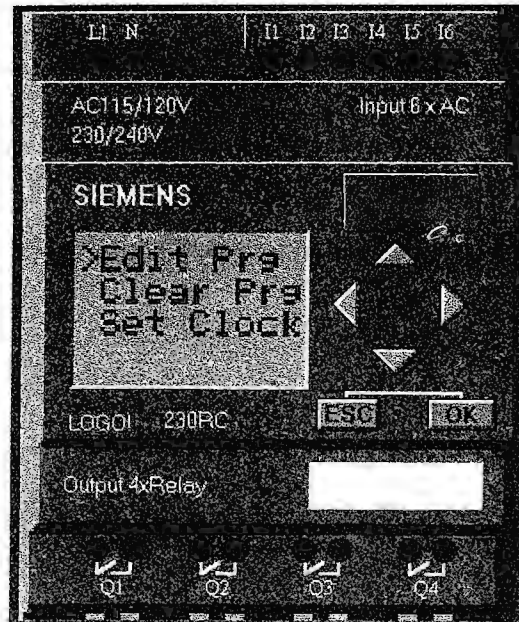 L1 N I1 I2 I3 I4 I5 I6
AC115/120V Input 6 x AC
230/240V
SIEMENS
>Edit Prg
Clear Prg
Set Clock
LOGO! 230RC
ESC OK
Output 4xRelay
Q1 Q2 Q3 Q4